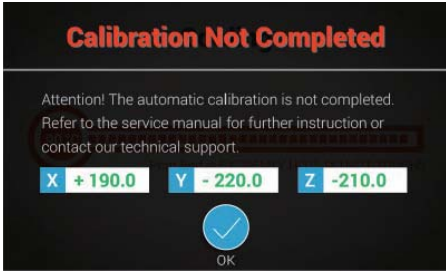 Calibration Not Completed
Attention! The automatic calibration is not completed.
Refer to the service manual for further instruction or
contact our technical support.
X + 190.0 Y - 220.0 Z -210.0
OK